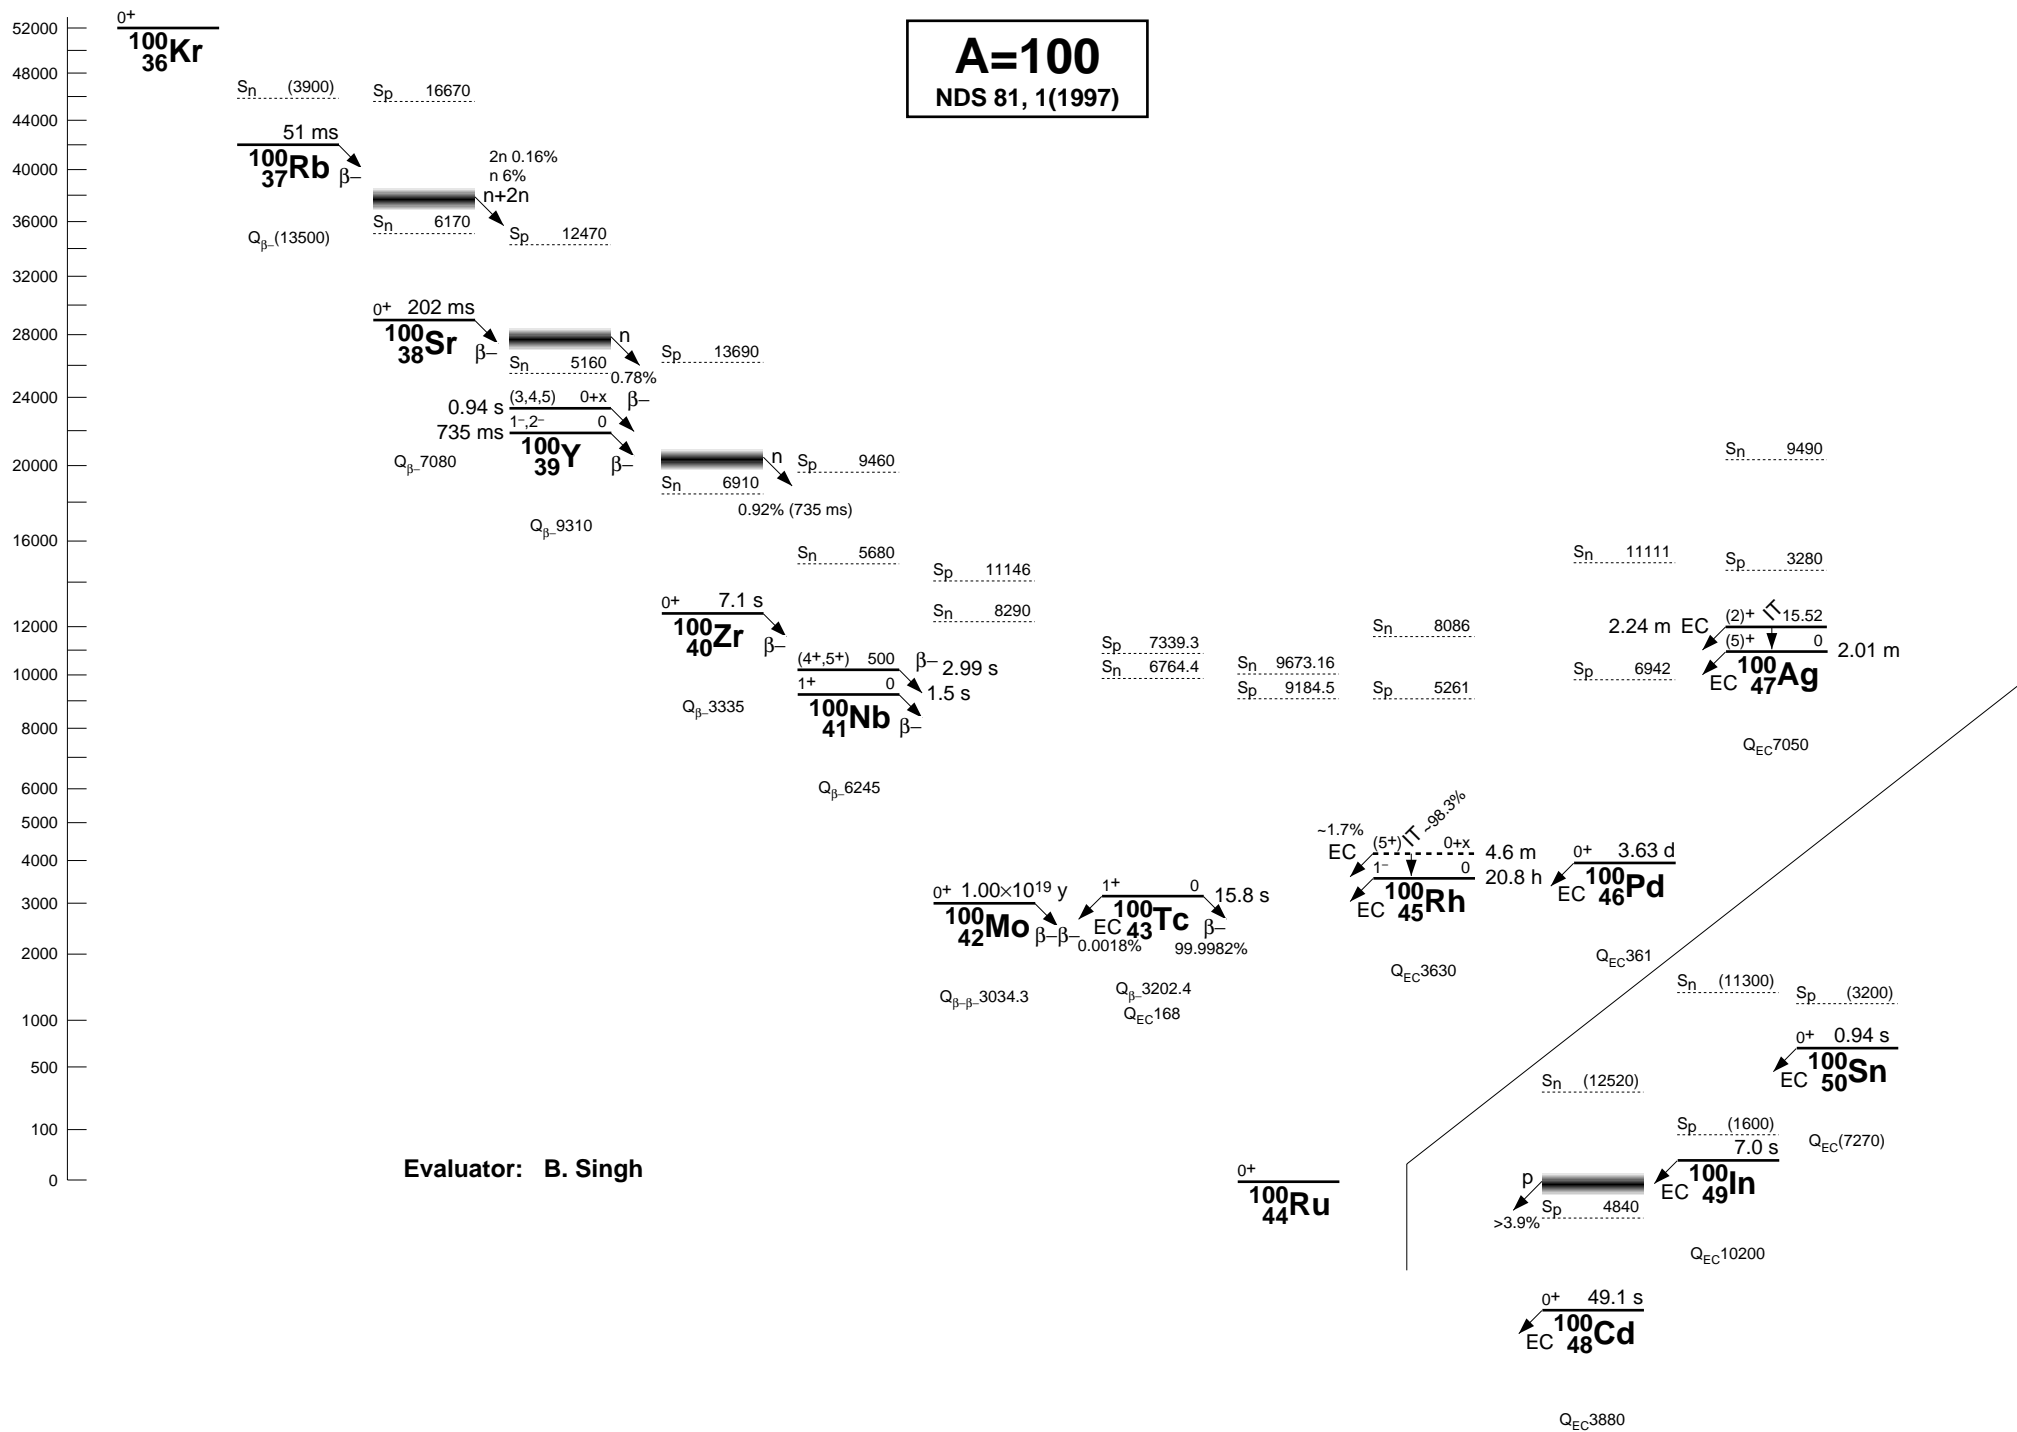 A=100
NDS 81, 1(1997)
52000
48000
44000
40000
36000
32000
28000
24000
20000
16000
12000
10000
8000
6000
5000
4000
3000
2000
1000
500
100
0
0+
100
36Kr
Sn (3900)
51 ms
100
37Rb β−
Qβ−(13500)
Sp 16670
2n 0.16%
n 6%
n+2n
Sn 6170
0+ 202 ms
100
38Sr β−
Qβ−7080
Sp 12470
n
Sn 5160
0.78%
0.94 s (3,4,5) 0+x β−
735 ms 1−,2− 0
100
39Y β−
Qβ−9310
Sp 13690
n
Sn 6910
0.92% (735 ms)
0+ 7.1 s
100
40Zr β−
Qβ−3335
Sp 9460
Sn 5680
(4+,5+) 500 β− 2.99 s
1+ 0 1.5 s
100
41Nb β−
Qβ−6245
Sp 11146
Sn 8290
0+ 1.00×10¹⁹ y
100
42Mo β−β−
Qβ−β−3034.3
Sp 7339.3
Sn 6764.4
1+ 0 15.8 s
100
EC 43Tc β−
0.0018% 99.9982%
Qβ−3202.4
QEC168
Sn 9673.16
Sp 9184.5
0+
100
44Ru
Sn 8086
Sp 5261
~1.7% IT ~98.3%
EC (5+) 0+x 4.6 m
1− 0 20.8 h
100
EC 45Rh
QEC3630
Sn 11111
Sp 6942
0+ 3.63 d
100
EC 46Pd
QEC361
Sn 9490
Sp 3280
2.24 m EC (2)+ IT 15.52
(5)+ 0 2.01 m
100
EC 47Ag
QEC7050
Sn (12520)
p
Sp 4840
>3.9%
0+ 49.1 s
100
EC 48Cd
QEC3880
Sn (11300)
Sp (1600)
7.0 s
100
EC 49In
QEC10200
Sp (3200)
0+ 0.94 s
100
EC 50Sn
QEC(7270)
Evaluator: B. Singh